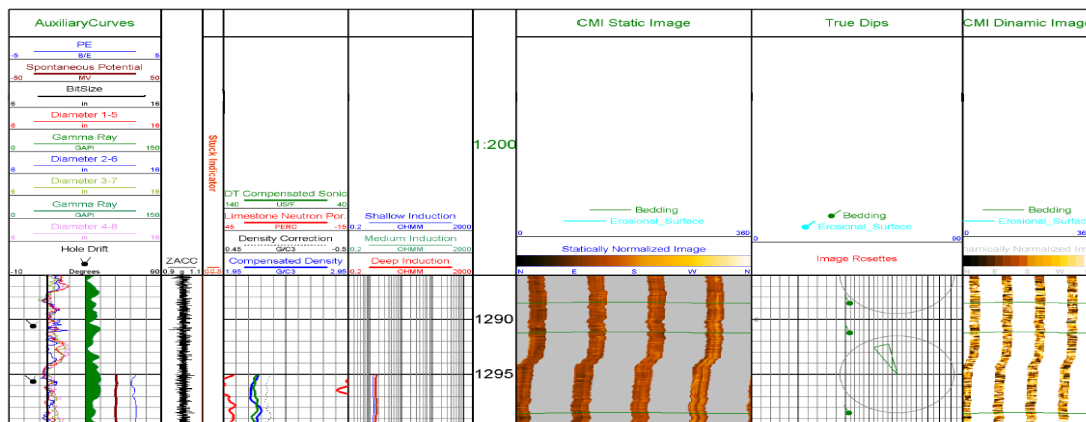 AuxiliaryCurves
PE
-5 B/E 5
Spontaneous Potential
-50 MV 50
BitSize
6 in 16
Diameter 1-5
6 in 16
Gamma Ray
0 GAPI 150
Diameter 2-6
6 in 16
Diameter 3-7
6 in 16
Gamma Ray
0 GAPI 150
Diameter 4-8
6 in 16
Hole Drift
-10 Degrees 90
ZACC
0.9 g 1.1
Stuck Indicator
DT Compensated Sonic
140 US/F 40
Limestone Neutron Por.
45 PERC -15
Density Correction
0.45 G/C3 -0.5
Compensated Density
1.95 G/C3 2.95
Shallow Induction
0.2 OHMM 2000
Medium Induction
0.2 OHMM 2000
Deep Induction
0.2 OHMM 2000
1:200
1290
1295
CMI Static Image
Bedding
Erosional_Surface
0 360
Statically Normalized Image
N E S W N
True Dips
Bedding
Erosional_Surface
0 90
Image Rosettes
CMI Dinamic Imag
Bedding
Erosional_Surface
0 36
namically Normalized Im
N E S W